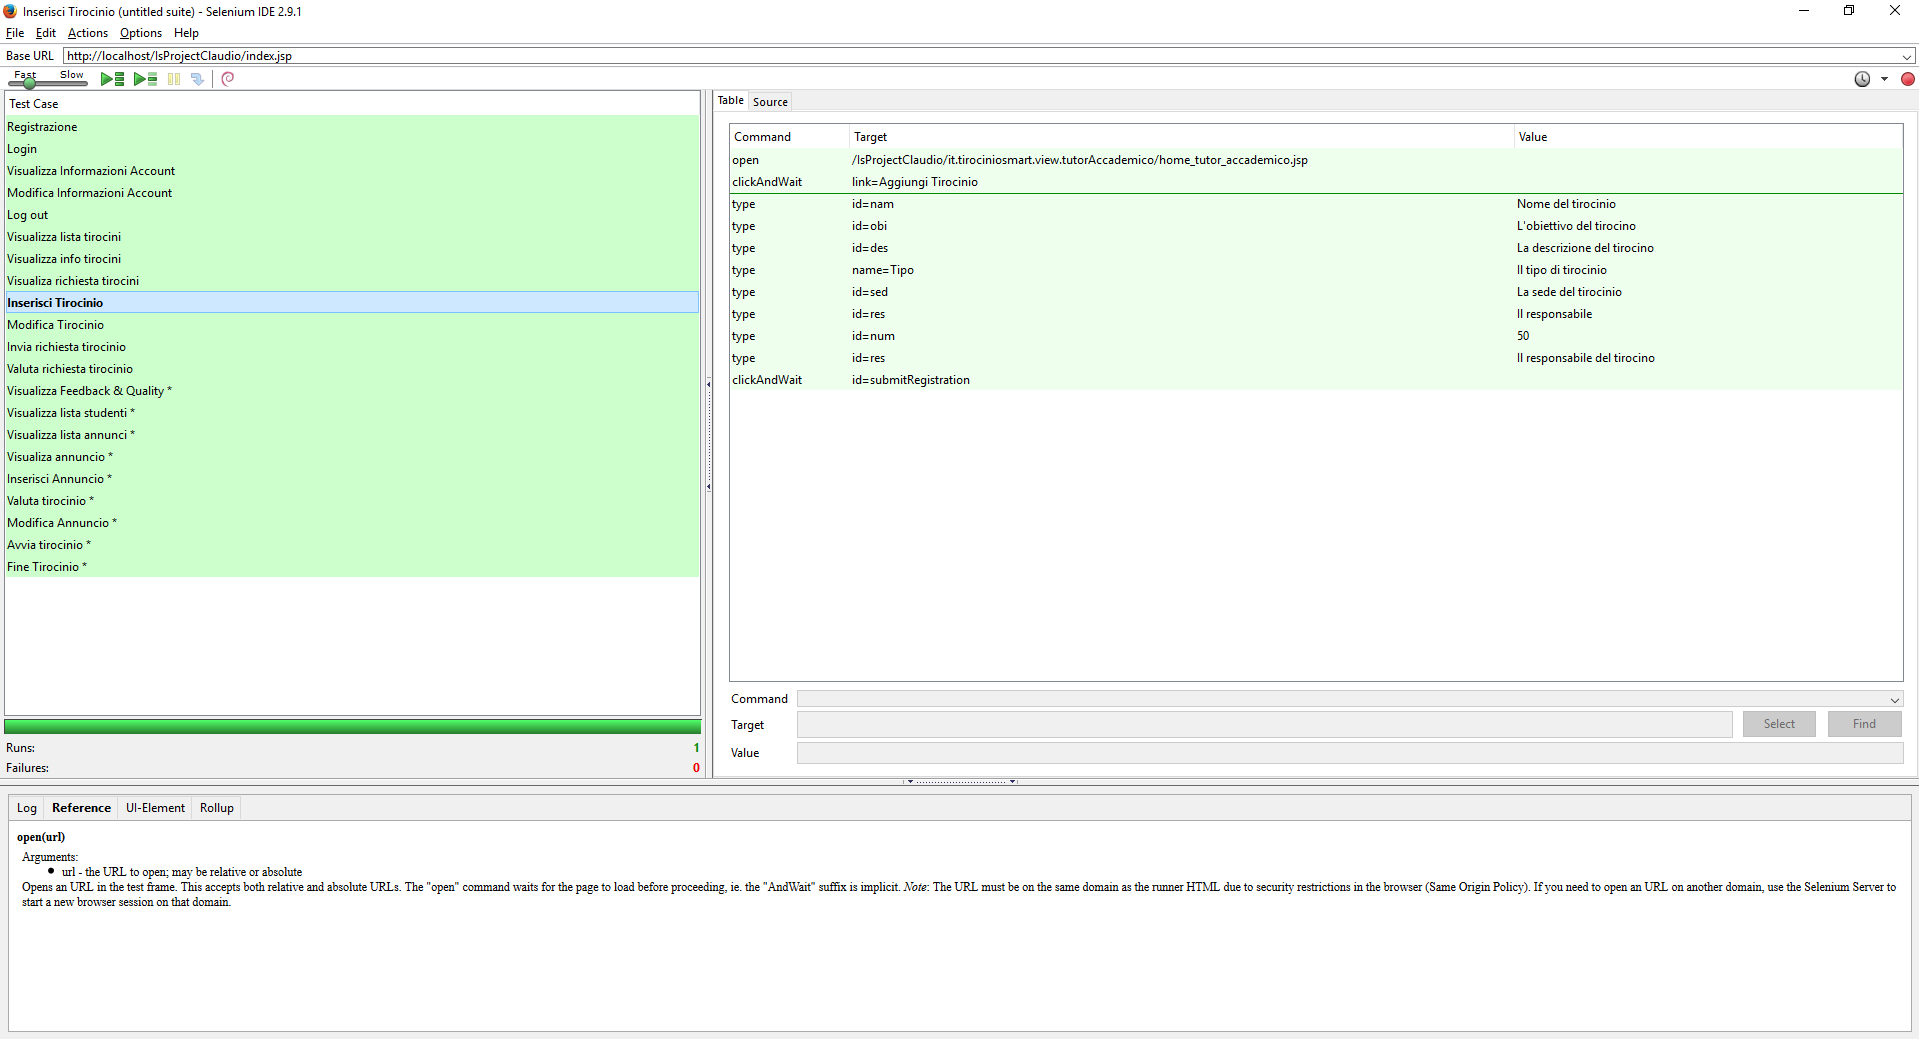 Inserisci Tirocinio (untitled suite) - Selenium IDE 2.9.1
File Edit Actions Options Help
Base URL http://localhost/IsProjectClaudio/index.jsp
Fast Slow
Test Case
Registrazione
Login
Visualizza Informazioni Account
Modifica Informazioni Account
Log out
Visualizza lista tirocini
Visualizza info tirocini
Visualiza richiesta tirocini
Inserisci Tirocinio
Modifica Tirocinio
Invia richiesta tirocinio
Valuta richiesta tirocinio
Visualizza Feedback & Quality *
Visualizza lista studenti *
Visualizza lista annunci *
Visualiza annuncio *
Inserisci Annuncio *
Valuta tirocinio *
Modifica Annuncio *
Avvia tirocinio *
Fine Tirocinio *
Runs: 1
Failures: 0
Table Source
Command Target Value
open /IsProjectClaudio/it.tirociniosmart.view.tutorAccademico/home_tutor_accademico.jsp
clickAndWait link=Aggiungi Tirocinio
type id=nam Nome del tirocinio
type id=obi L'obiettivo del tirocino
type id=des La descrizione del tirocino
type name=Tipo Il tipo di tirocinio
type id=sed La sede del tirocinio
type id=res Il responsabile
type id=num 50
type id=res Il responsabile del tirocino
clickAndWait id=submitRegistration
Command
Target Select Find
Value
Log Reference UI-Element Rollup
open(url)
Arguments:
• url - the URL to open; may be relative or absolute
Opens an URL in the test frame. This accepts both relative and absolute URLs. The "open" command waits for the page to load before proceeding, ie. the "AndWait" suffix is implicit. Note: The URL must be on the same domain as the runner HTML due to security restrictions in the browser (Same Origin Policy). If you need to open an URL on another domain, use the Selenium Server to
start a new browser session on that domain.